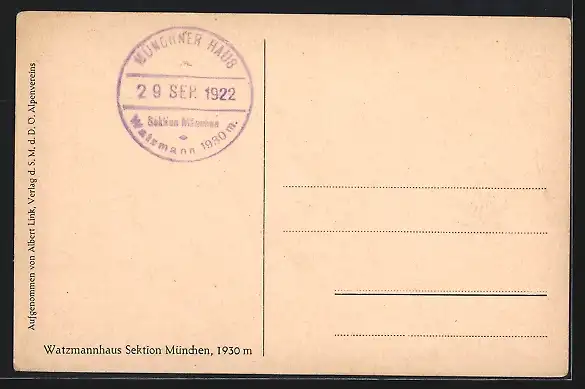 MÜNCHNER HAUS
29 SEP. 1922
Sektion München
Watzmann 1930 m.
Aufgenommen von Albert Link, Verlag d. S. M. d. D. Ö. Alpenvereins
Watzmannhaus Sektion München, 1930 m